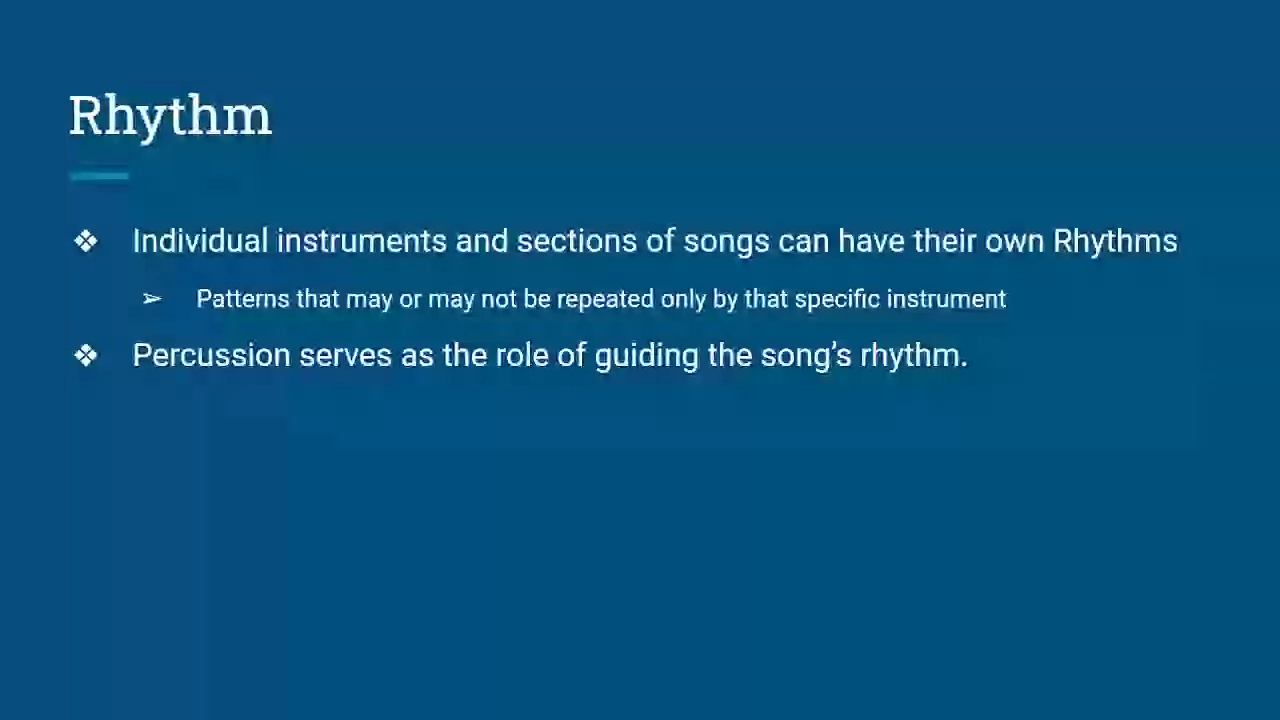 Rhythm
❖ Individual instruments and sections of songs can have their own Rhythms
➢ Patterns that may or may not be repeated only by that specific instrument
❖ Percussion serves as the role of guiding the song’s rhythm.